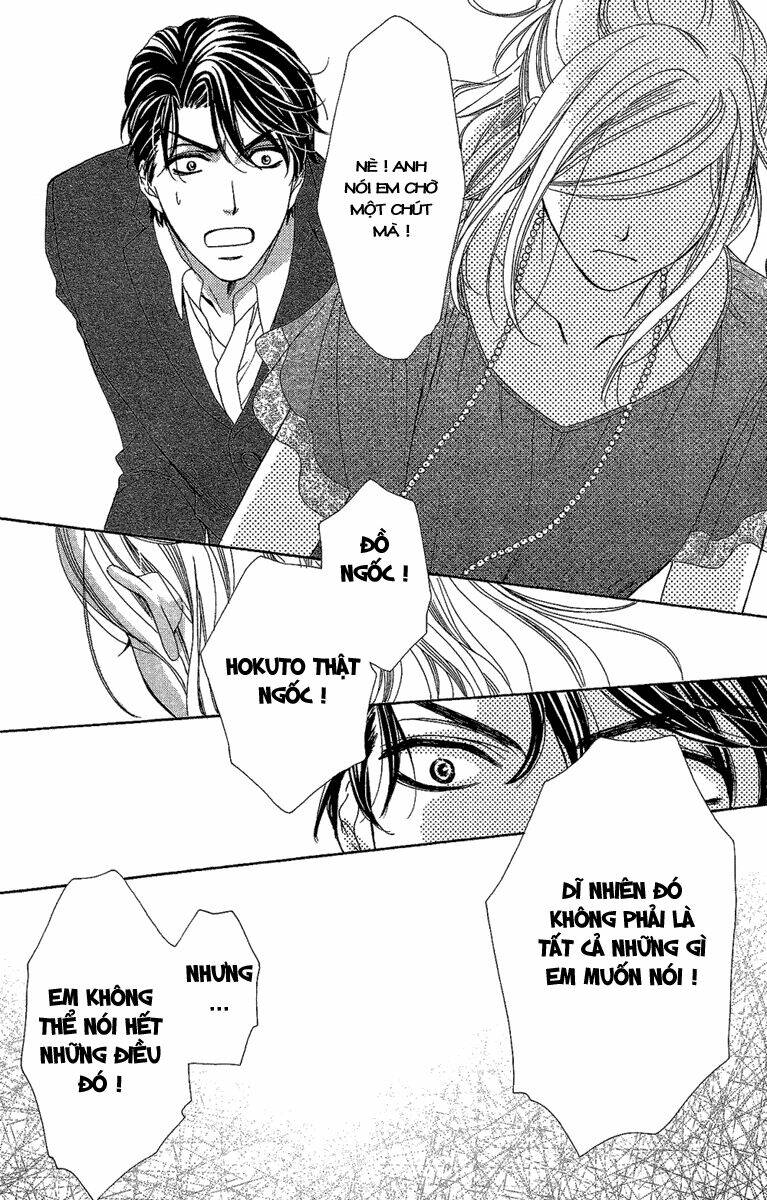 NÈ ! ANH
NÓI EM CHỜ
MỘT CHÚT
MÀ !
ĐỒ
NGỐC !
HOKUTO THẬT
NGỐC !
DĨ NHIÊN ĐÓ
KHÔNG PHẢI LÀ
TẤT CẢ NHỮNG GÌ
EM MUỐN NÓI !
NHƯNG
...
EM KHÔNG
THỂ NÓI HẾT
NHỮNG ĐIỀU
ĐÓ !